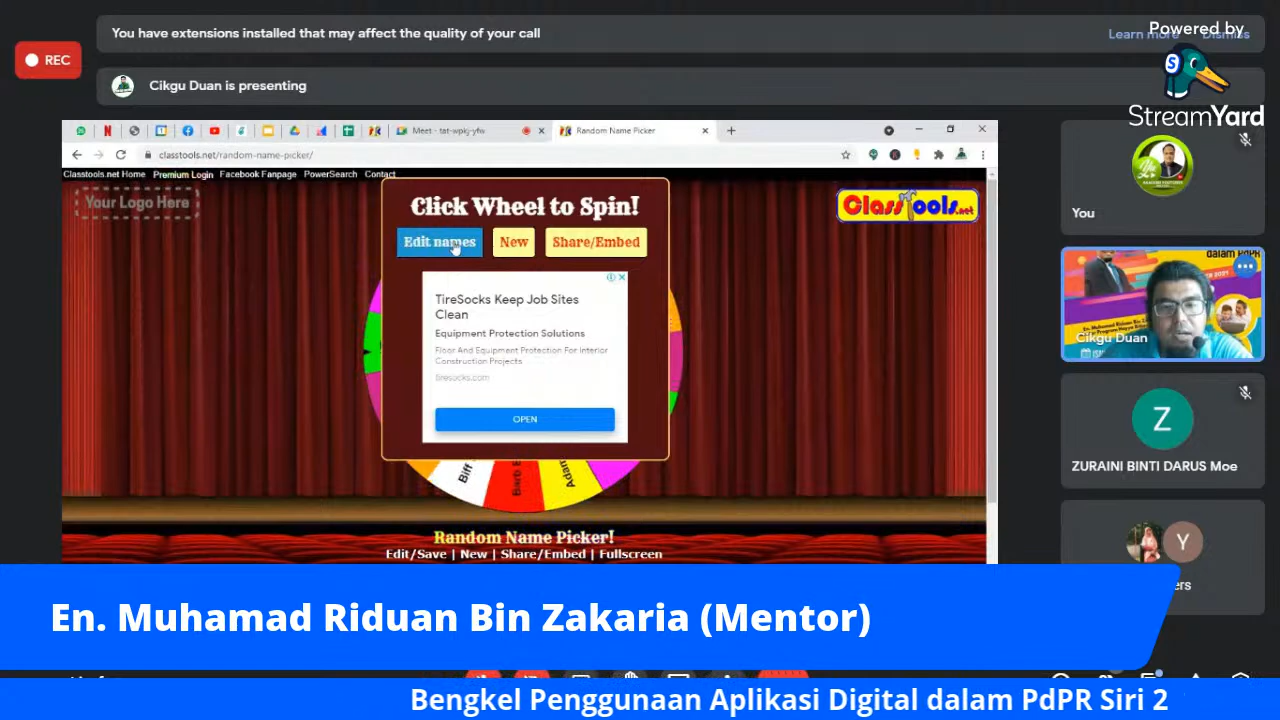 You have extensions installed that may affect the quality of your call
Learn more
Dismiss
Powered by
StreamYard
REC
Cikgu Duan is presenting
Meet - tat-wpkj-yfw
Random Name Picker
classtools.net/random-name-picker/
Classtools.net Home Premium Login Facebook Fanpage PowerSearch Contact
Your Logo Here
Click Wheel to Spin!
ClassTools.net
Edit names
New
Share/Embed
TireSocks Keep Job Sites
Clean
Equipment Protection Solutions
Floor And Equipment Protection For Interior
Construction Projects
tiresocks.com
OPEN
Biff
Barb
Adam
Random Name Picker!
Edit/Save | New | Share/Embed | Fullscreen
You
dalam PdPR
Cikgu Duan
Z
ZURAINI BINTI DARUS Moe
Y
En. Muhamad Riduan Bin Zakaria (Mentor)
Bengkel Penggunaan Aplikasi Digital dalam PdPR Siri 2